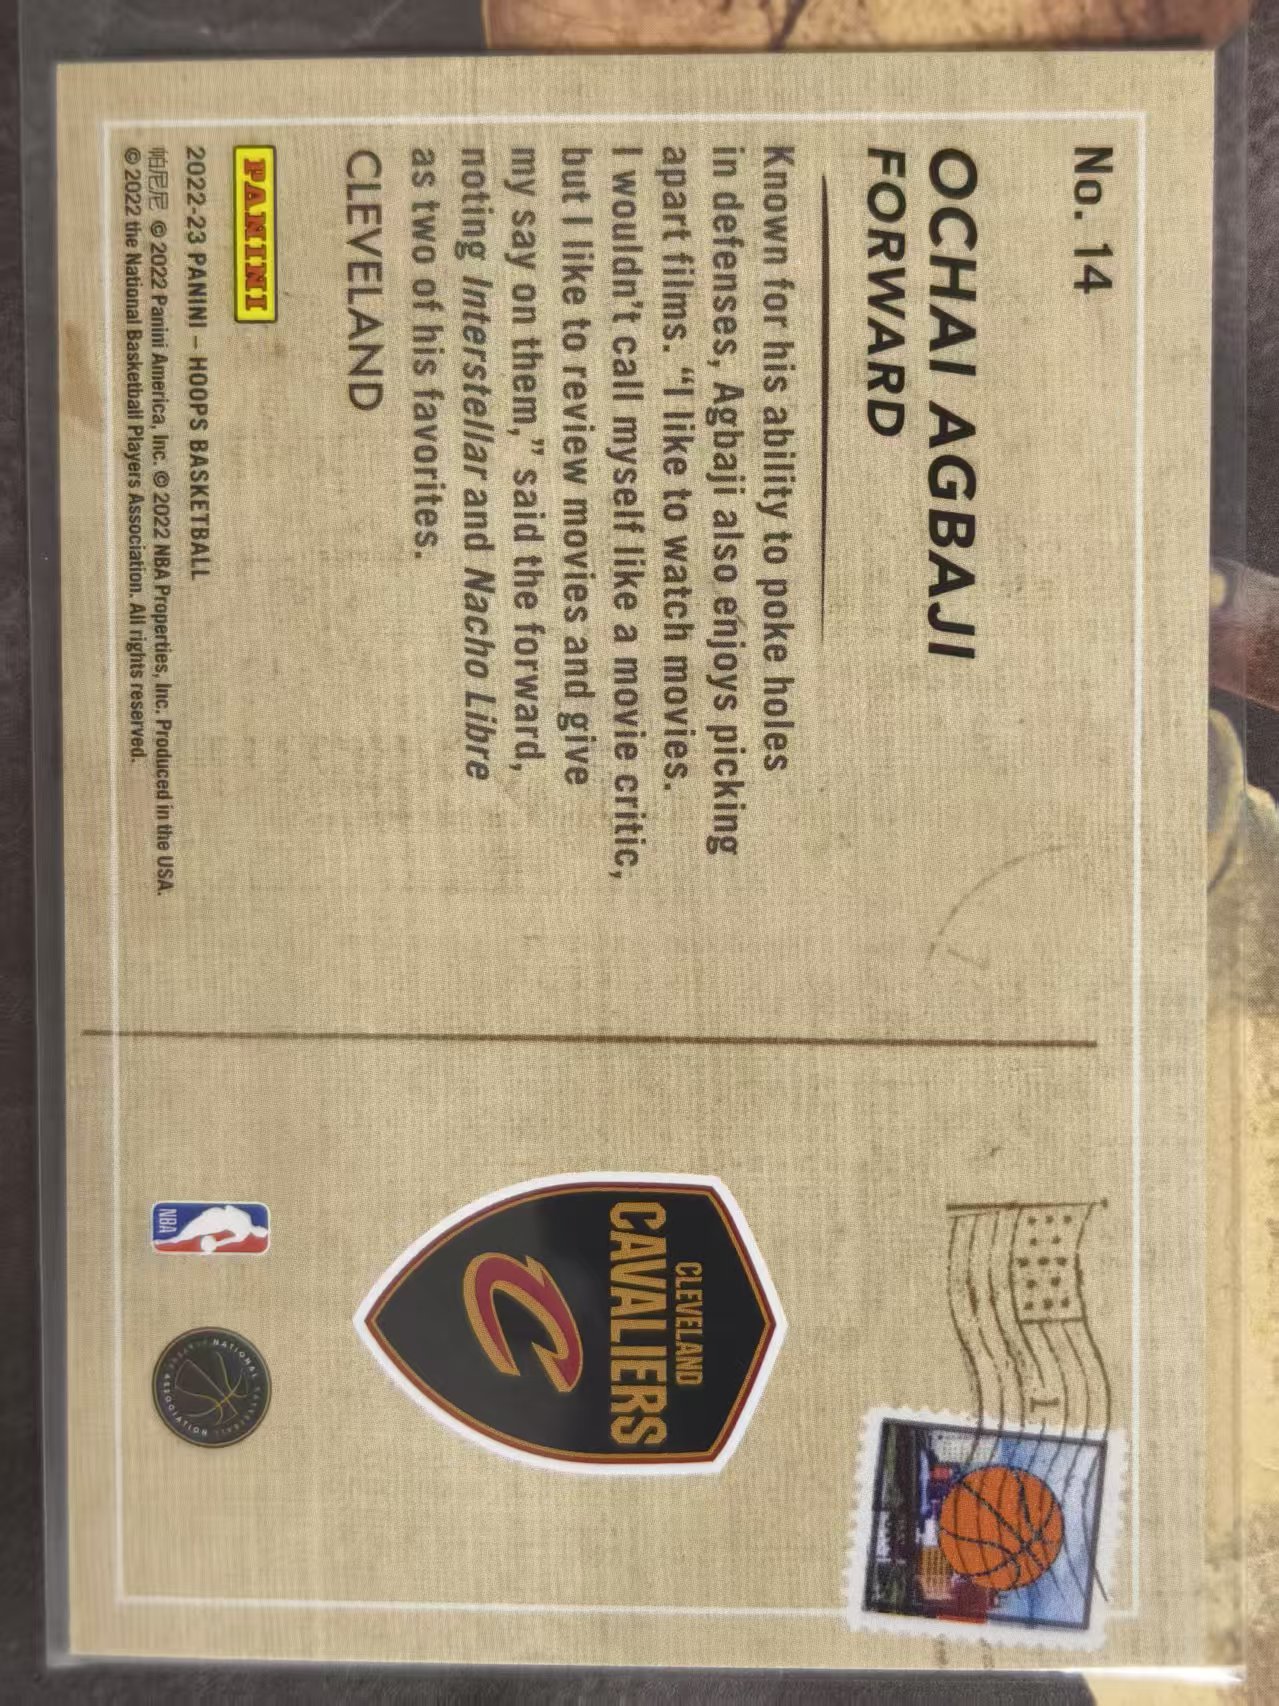 No. 14
OCHAI AGBAJI
FORWARD
Known for his ability to poke holes
in defenses, Agbaji also enjoys picking
apart films. “I like to watch movies.
I wouldn’t call myself like a movie critic,
but I like to review movies and give
my say on them,” said the forward,
noting Interstellar and Nacho Libre
as two of his favorites.
CLEVELAND
PANINI
2022-23 PANINI – HOOPS BASKETBALL
帕尼尼 © 2022 Panini America, Inc. © 2022 NBA Properties, Inc. Produced in the USA.
© 2022 the National Basketball Players Association. All rights reserved.
1
CLEVELAND
CAVALIERS
C
NBA
NATIONAL BASKETBALL
PLAYERS ASSOCIATION